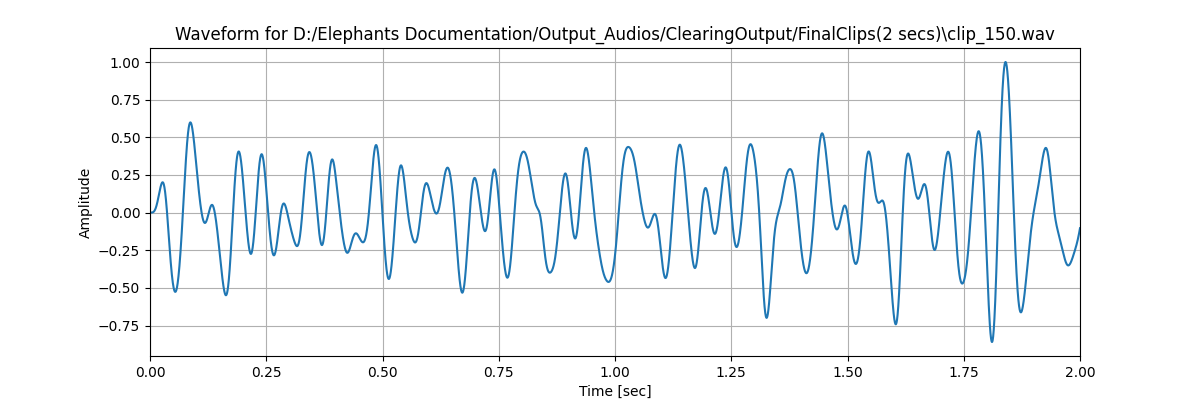 Waveform for D:/Elephants Documentation/Output_Audios/ClearingOutput/FinalClips(2 secs)\clip_150.wav
1.00
0.75
0.50
0.25
0.00
−0.25
−0.50
−0.75
Amplitude
0.00 0.25 0.50 0.75 1.00 1.25 1.50 1.75 2.00
Time [sec]